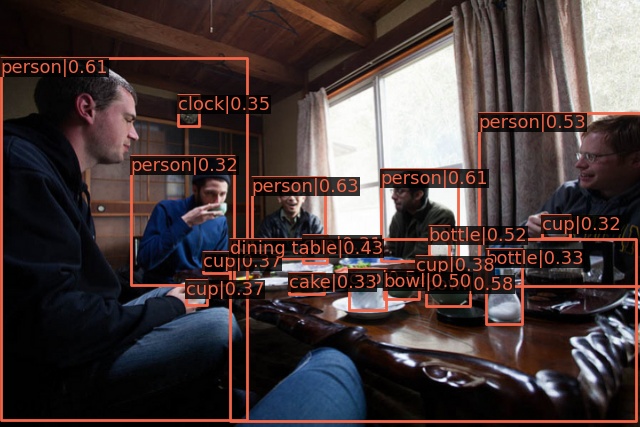 person|0.61
clock|0.35
person|0.53
person|0.32
person|0.63
person|0.61
cup|0.32
bottle|0.52
dining table|0.43
cup|0.37
cup|0.38
bottle|0.33
cake|0.33
bowl|0.50
0.58
cup|0.37